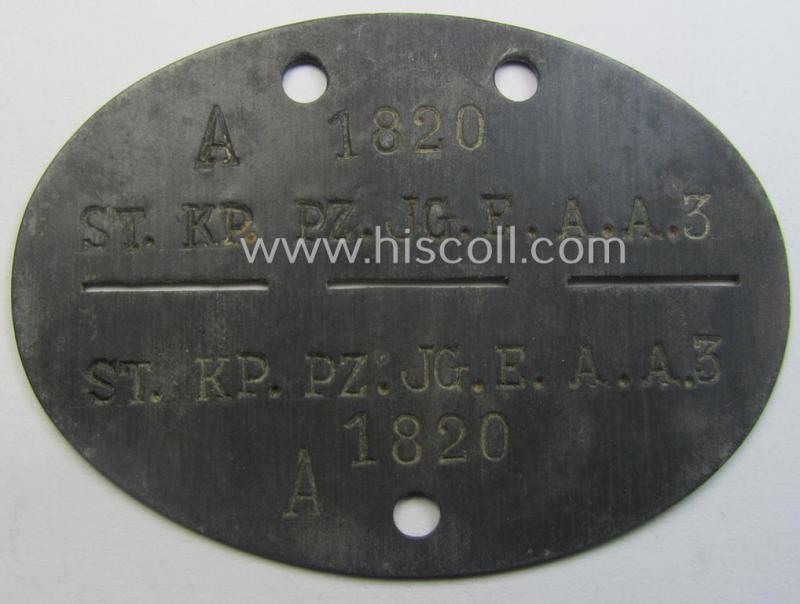 A 1820
ST. KP. PZ.JG.E.A.A.3
www.hiscoll.com
ST. KP. PZ.JG.E. A.A.3
1820
A